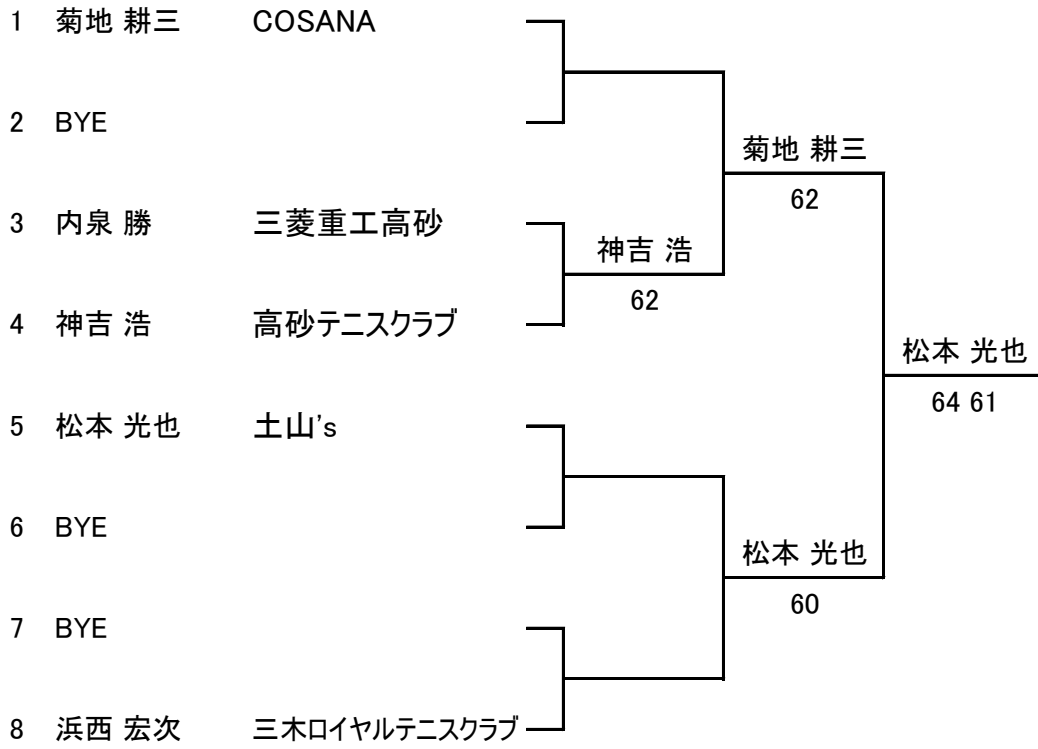 1 菊地 耕三 COSANA
2 BYE
菊地 耕三
62
3 内泉 勝 三菱重工高砂
神吉 浩
62
4 神吉 浩 高砂テニスクラブ
松本 光也
64 61
5 松本 光也 土山's
6 BYE
松本 光也
60
7 BYE
8 浜西 宏次 三木ロイヤルテニスクラブ